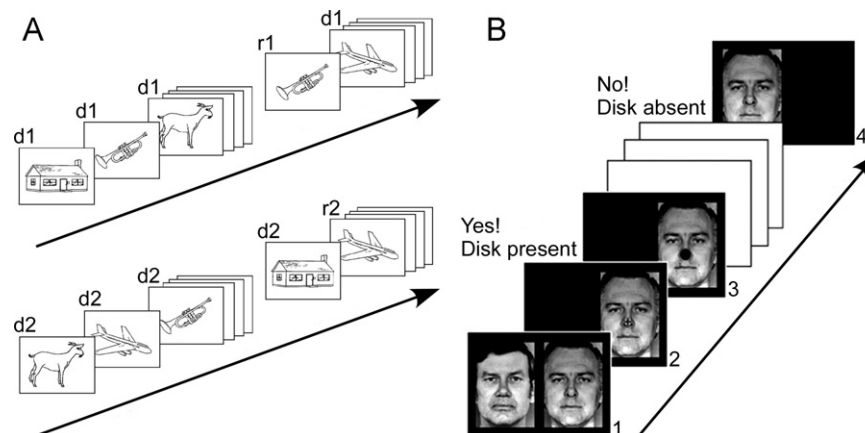 A
d1
d1
d1
r1
d1
d2
d2
d2
d2
r2
B
No!
Disk absent
4
Yes!
Disk present
3
2
1